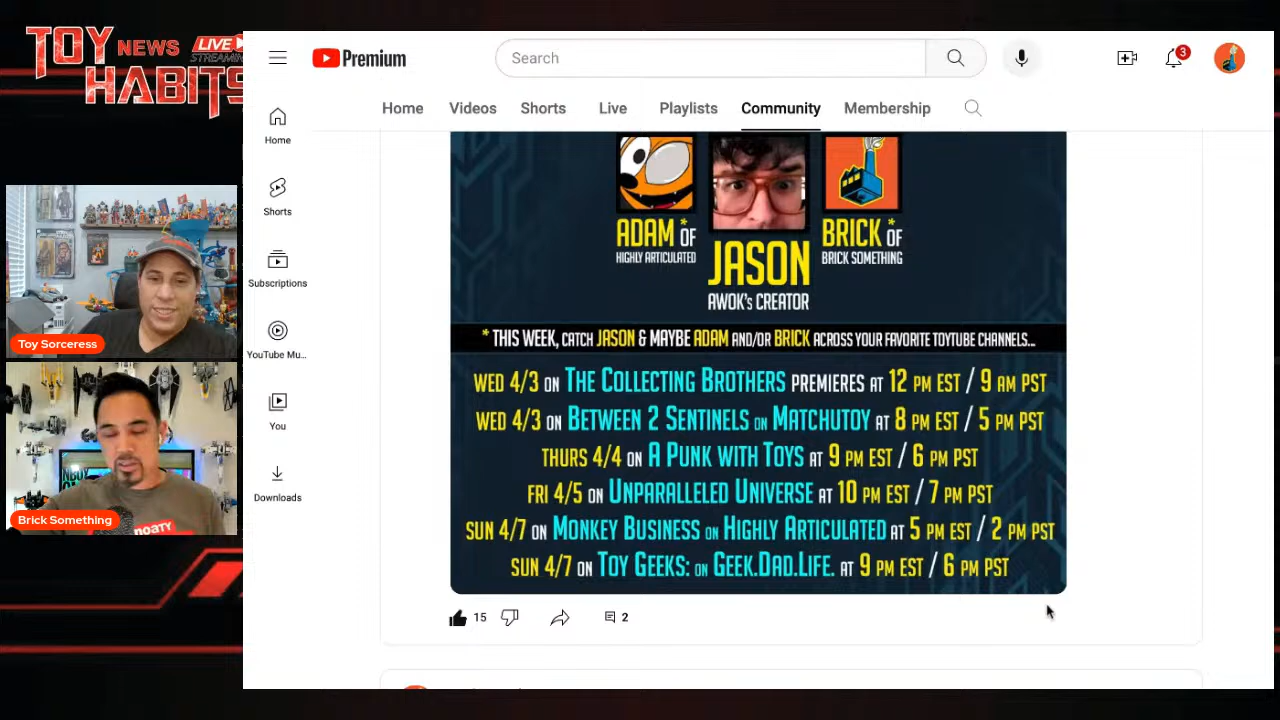 TOY NEWS LIVE
STREAMING
HABITS
Premium
Search
3
Home
Videos
Shorts
Live
Playlists
Community
Membership
Home
Shorts
Subscriptions
YouTube Mu...
You
Downloads
ADAM * OF
HIGHLY ARTICULATED
JASON
AWOK'S CREATOR
BRICK * OF
BRICK SOMETHING
* THIS WEEK, CATCH JASON & MAYBE ADAM AND/OR BRICK ACROSS YOUR FAVORITE TOYTUBE CHANNELS...
WED 4/3 ON THE COLLECTING BROTHERS PREMIERES AT 12 PM EST / 9 AM PST
WED 4/3 ON BETWEEN 2 SENTINELS ON MATCHUTOY AT 8 PM EST / 5 PM PST
THURS 4/4 ON A PUNK WITH TOYS AT 9 PM EST / 6 PM PST
FRI 4/5 ON UNPARALLELED UNIVERSE AT 10 PM EST / 7 PM PST
SUN 4/7 ON MONKEY BUSINESS ON HIGHLY ARTICULATED AT 5 PM EST / 2 PM PST
SUN 4/7 ON TOY GEEKS: ON GEEK.DAD.LIFE. AT 9 PM EST / 6 PM PST
15
2
Toy Sorceress
Brick Something